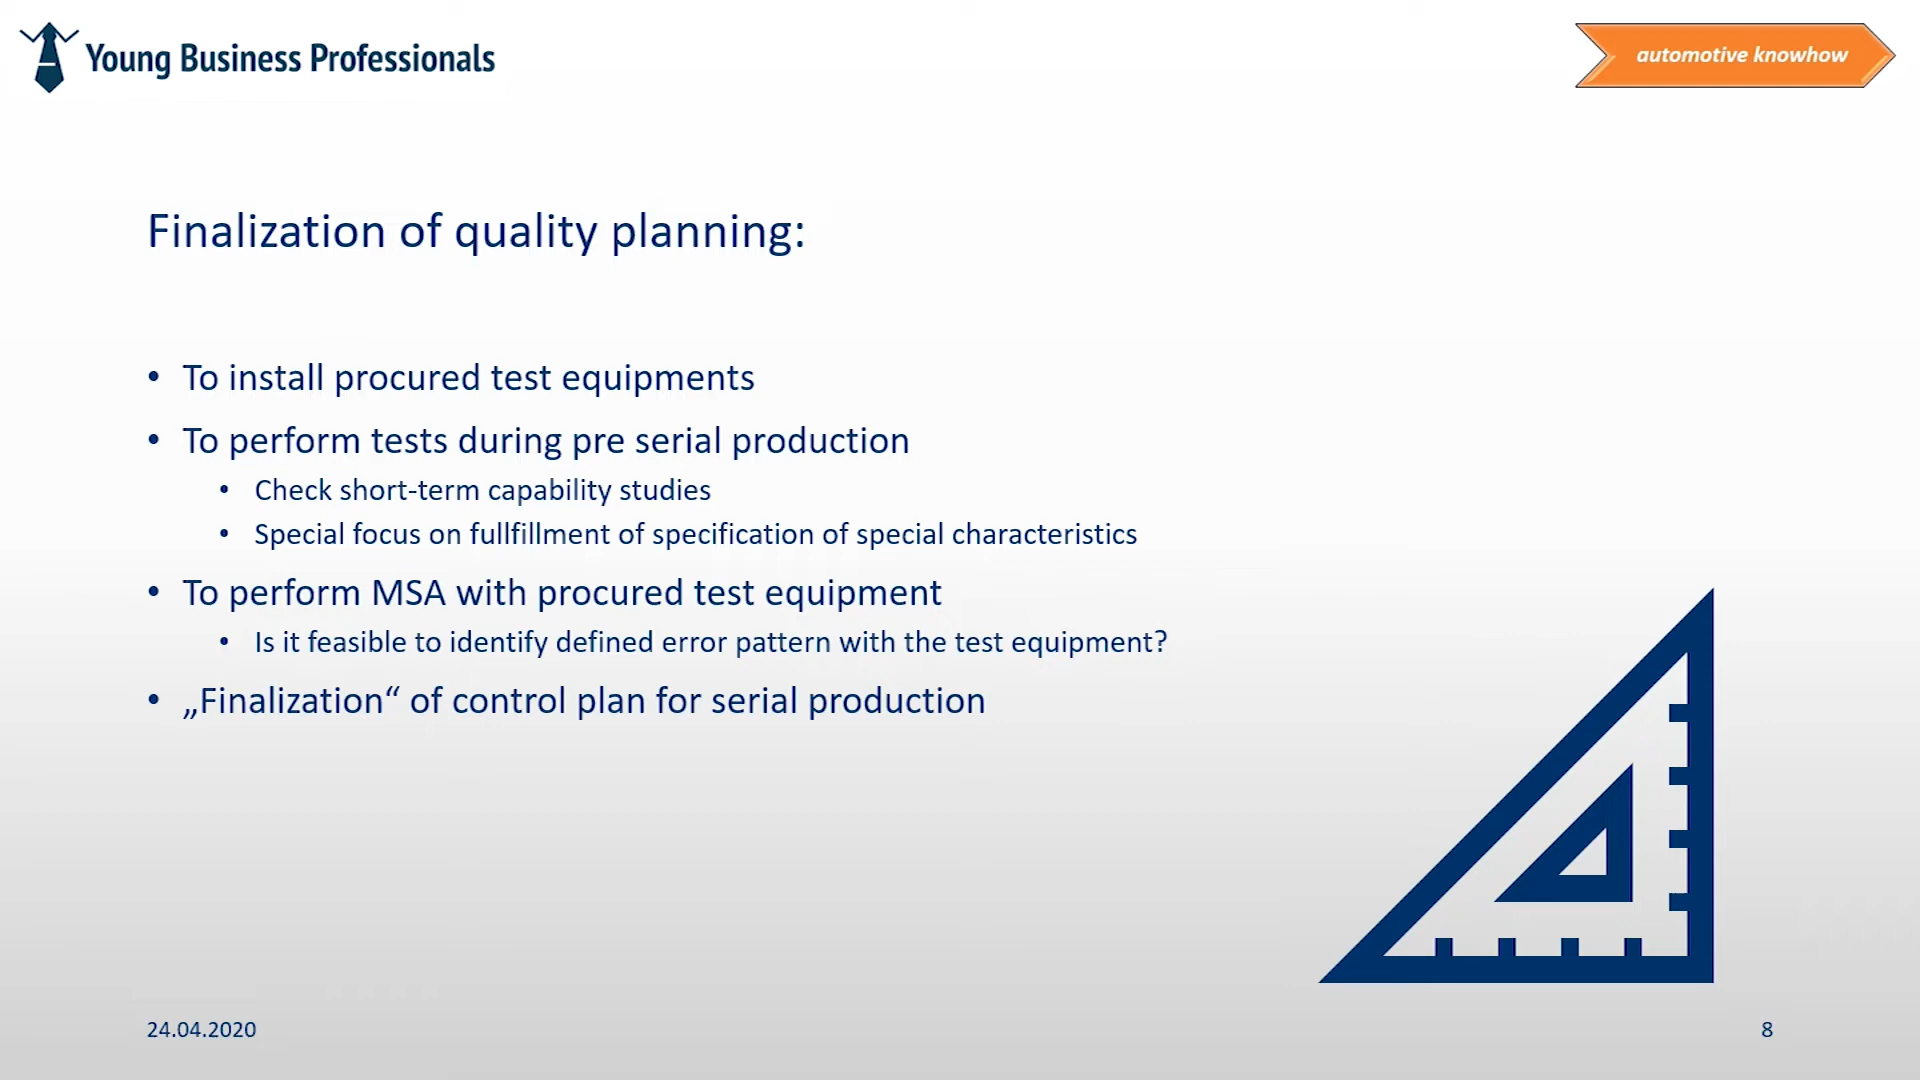 Young Business Professionals
automotive knowhow
Finalization of quality planning:
• To install procured test equipments
• To perform tests during pre serial production
• Check short-term capability studies
• Special focus on fullfillment of specification of special characteristics
• To perform MSA with procured test equipment
• Is it feasible to identify defined error pattern with the test equipment?
• „Finalization“ of control plan for serial production
24.04.2020
8